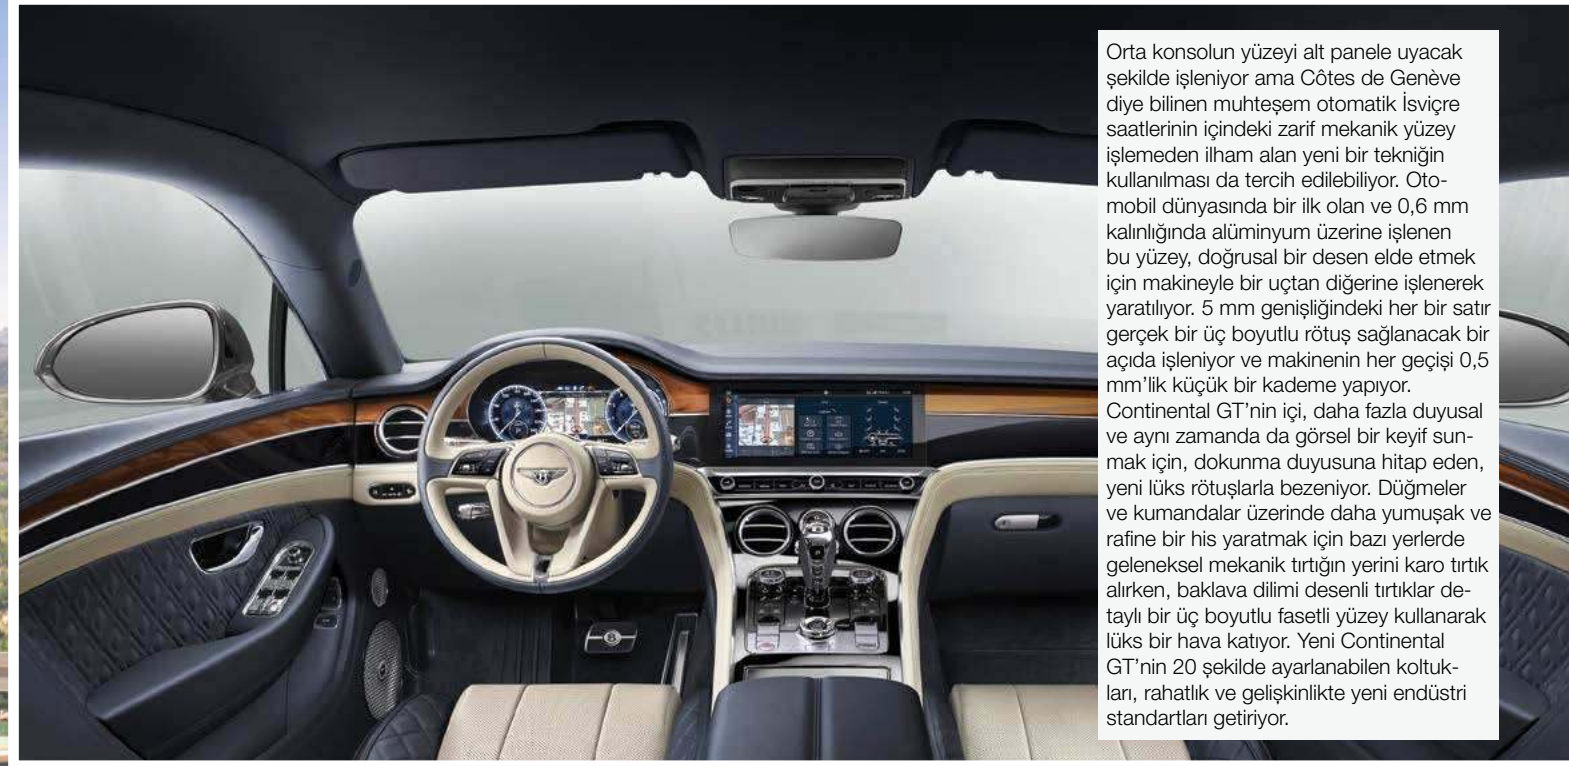 Orta konsolun yüzeyi alt panele uyacak
şekilde işleniyor ama Côtes de Genève
diye bilinen muhteşem otomatik İsviçre
saatlerinin içindeki zarif mekanik yüzey
işlemeden ilham alan yeni bir tekniğin
kullanılması da tercih edilebiliyor. Oto-
mobil dünyasında bir ilk olan ve 0,6 mm
kalınlığında alüminyum üzerine işlenen
bu yüzey, doğrusal bir desen elde etmek
için makineyle bir uçtan diğerine işlenerek
yaratılıyor. 5 mm genişliğindeki her bir satır
gerçek bir üç boyutlu rötuş sağlanacak bir
açıda işleniyor ve makinenin her geçişi 0,5
mm’lik küçük bir kademe yapıyor.
Continental GT’nin içi, daha fazla duyusal
ve aynı zamanda da görsel bir keyif sun-
mak için, dokunma duyusuna hitap eden,
yeni lüks rötuşlarla bezeniyor. Düğmeler
ve kumandalar üzerinde daha yumuşak ve
rafine bir his yaratmak için bazı yerlerde
geleneksel mekanik tırtığın yerini karo tırtık
alırken, baklava dilimi desenli tırtıklar de-
taylı bir üç boyutlu fasetli yüzey kullanarak
lüks bir hava katıyor. Yeni Continental
GT’nin 20 şekilde ayarlanabilen koltuk-
ları, rahatlık ve gelişkinlikte yeni endüstri
standartları getiriyor.